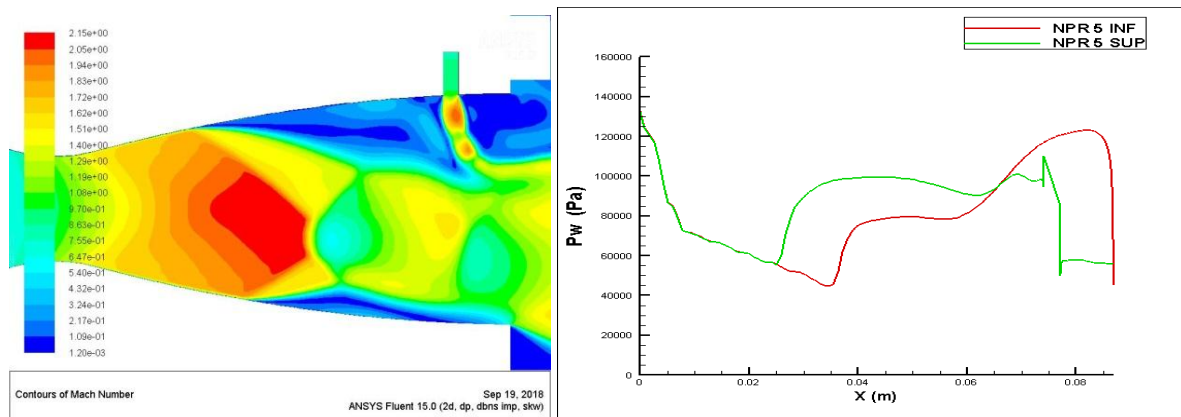 2.15e+00
2.05e+00
1.94e+00
1.83e+00
1.72e+00
1.62e+00
1.51e+00
1.40e+00
1.29e+00
1.19e+00
1.08e+00
9.70e-01
8.63e-01
7.55e-01
6.47e-01
5.40e-01
4.32e-01
3.24e-01
2.17e-01
1.09e-01
1.20e-03
Contours of Mach Number
Sep 19, 2018
ANSYS Fluent 15.0 (2d, dp, dbns imp, skw)
NPR 5 INF
NPR 5 SUP
160000
140000
120000
100000
80000
60000
40000
20000
0
Pw (Pa)
0
0.02
0.04
0.06
0.08
X (m)